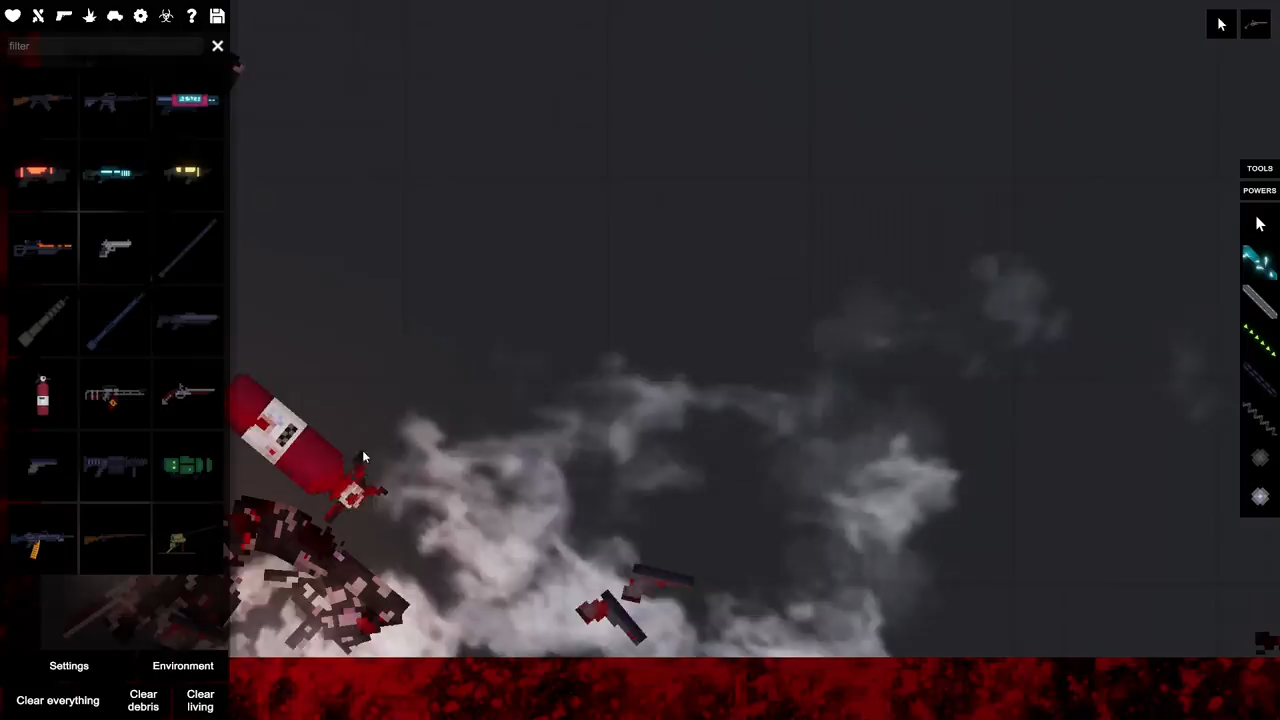 ?
filter
TOOLS
POWERS
Settings Environment
Clear everything Clear debris Clear living